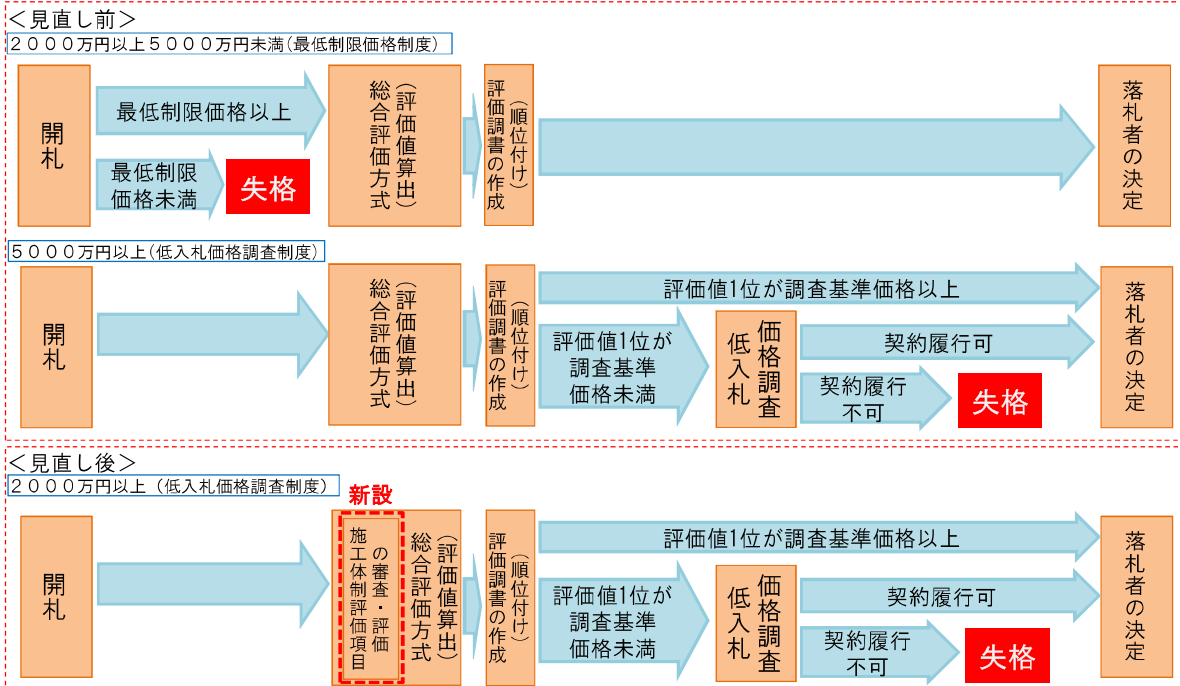 ＜見直し前＞
２０００万円以上５０００万円未満(最低制限価格制度)
開札
最低制限価格以上
最低制限
価格未満
失格
総合評価方式
(評価値算出)
評価調書の作成
(順位付け)
落札者の決定
５０００万円以上(低入札価格調査制度)
開札
総合評価方式
(評価値算出)
評価調書の作成
(順位付け)
評価値1位が調査基準価格以上
評価値1位が
調査基準
価格未満
低入札
価格調査
契約履行可
契約履行
不可
失格
落札者の決定
＜見直し後＞
２０００万円以上（低入札価格調査制度）
新設
開札
施工体制評価項目
の審査・評価
総合評価方式
(評価値算出)
評価調書の作成
(順位付け)
評価値1位が調査基準価格以上
評価値1位が
調査基準
価格未満
低入札
価格調査
契約履行可
契約履行
不可
失格
落札者の決定